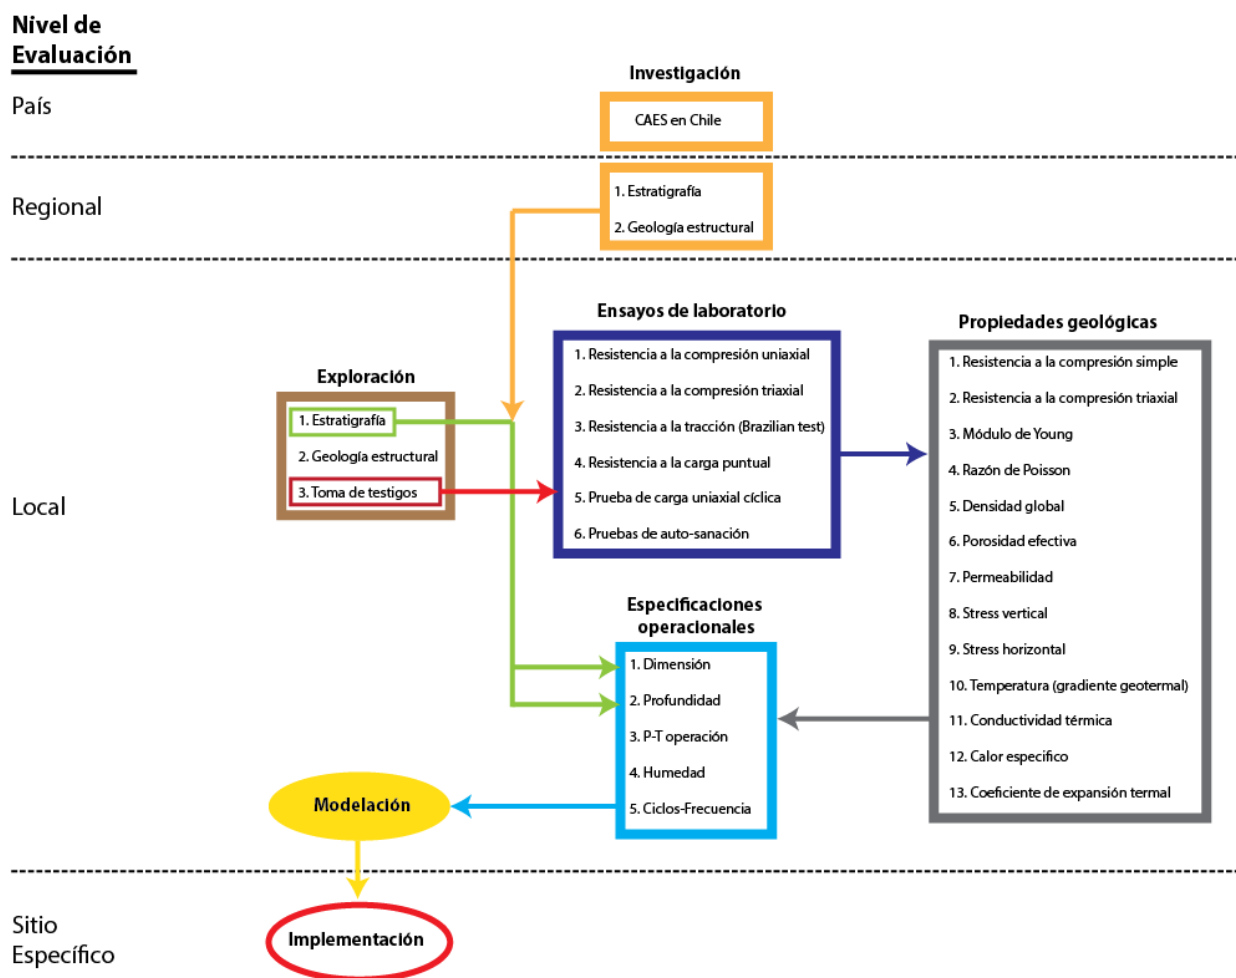 Nivel de
Evaluación
Investigación
País
CAES en Chile
Regional
1. Estratigrafía
2. Geología estructural
Local
Exploración
1. Estratigrafía
2. Geología estructural
3. Toma de testigos
Ensayos de laboratorio
1. Resistencia a la compresión uniaxial
2. Resistencia a la compresión triaxial
3. Resistencia a la tracción (Brazilian test)
4. Resistencia a la carga puntual
5. Prueba de carga uniaxial cíclica
6. Pruebas de auto-sanación
Propiedades geológicas
1. Resistencia a la compresión simple
2. Resistencia a la compresión triaxial
3. Módulo de Young
4. Razón de Poisson
5. Densidad global
6. Porosidad efectiva
7. Permeabilidad
8. Stress vertical
9. Stress horizontal
10. Temperatura (gradiente geotermal)
11. Conductividad térmica
12. Calor especifico
13. Coeficiente de expansión termal
Especificaciones
operacionales
1. Dimensión
2. Profundidad
3. P-T operación
4. Humedad
5. Ciclos-Frecuencia
Modelación
Sitio
Específico
Implementación